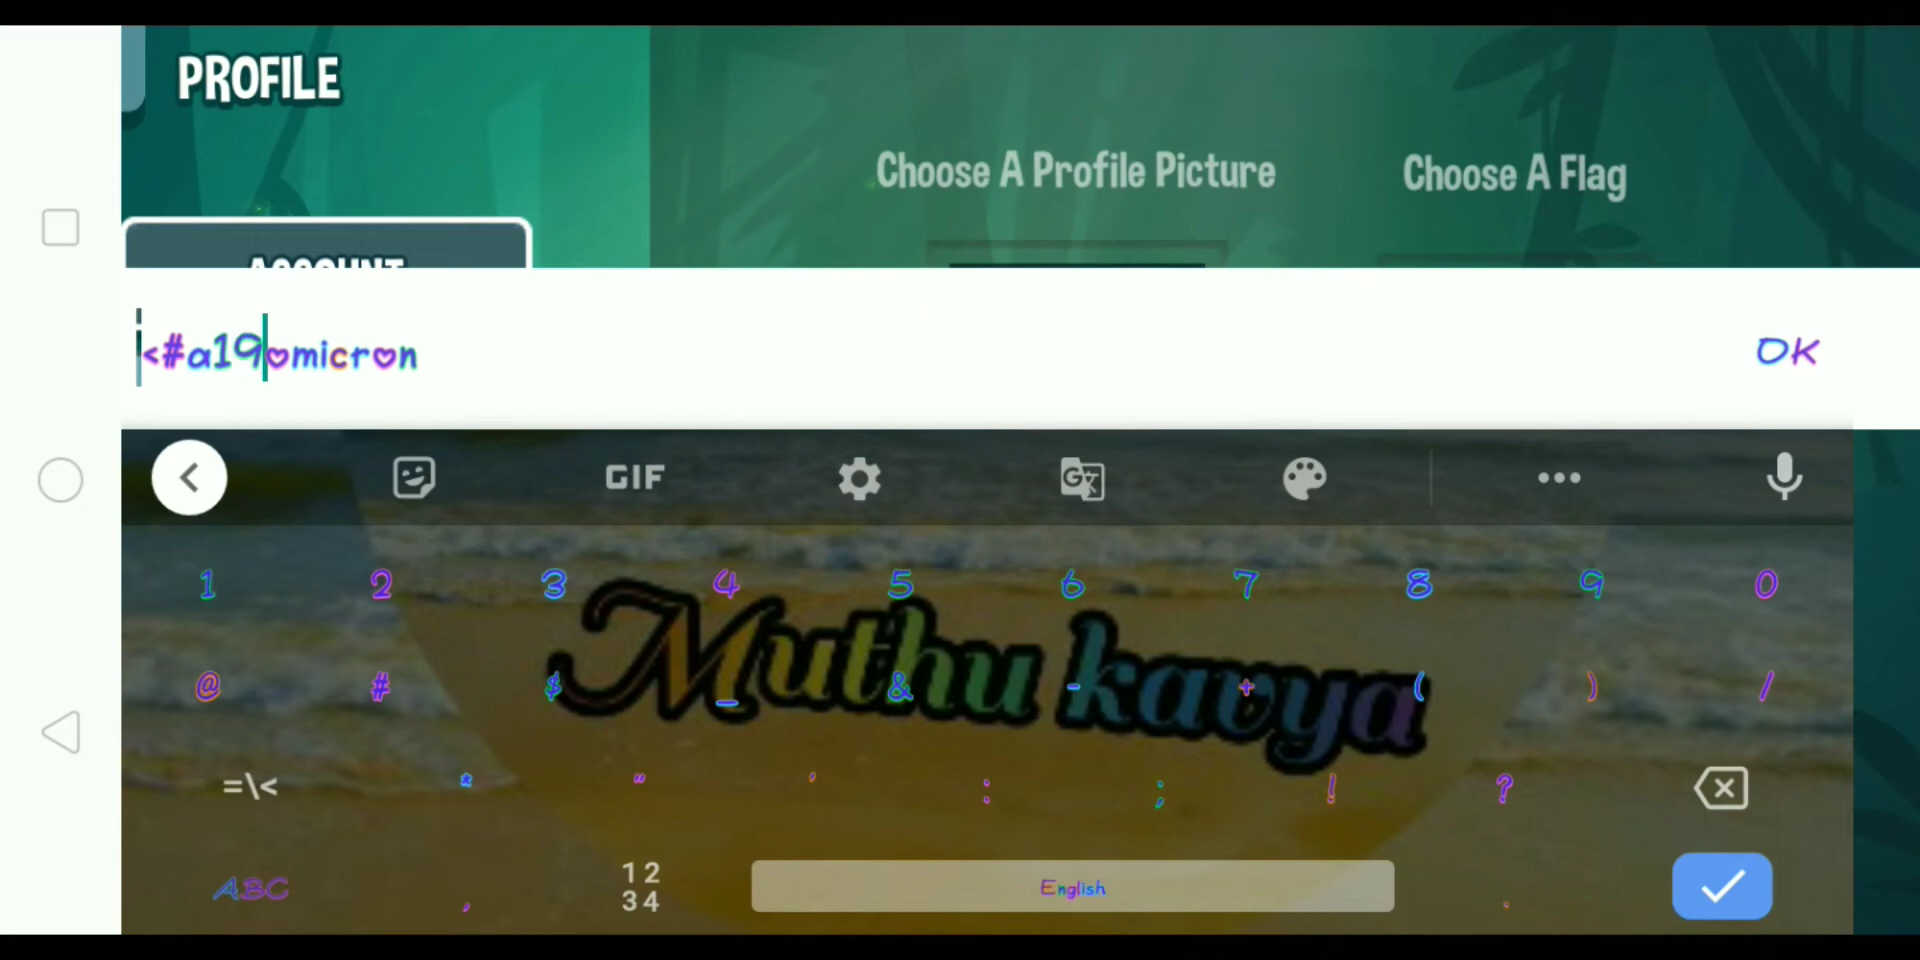 PROFILE
Choose A Profile Picture
Choose A Flag
ACCOUNT
<#a19omicron
OK
GIF
1 2 3 4 5 6 7 8 9 0
Muthu kavya
@ # $ _ & - + ( ) /
=\< * " ' : ; ! ?
ABC , 12 English .
34